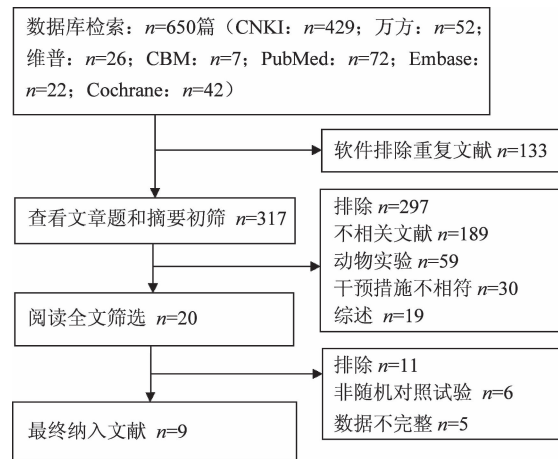 数据库检索：n=650篇（CNKI：n=429；万方：n=52；
维普：n=26；CBM：n=7；PubMed：n=72；Embase：
n=22；Cochrane：n=42）
软件排除重复文献 n=133
查看文章题和摘要初筛 n=317
排除 n=297
不相关文献 n=189
动物实验 n=59
干预措施不相符 n=30
综述 n=19
阅读全文筛选 n=20
排除 n=11
非随机对照试验 n=6
数据不完整 n=5
最终纳入文献 n=9